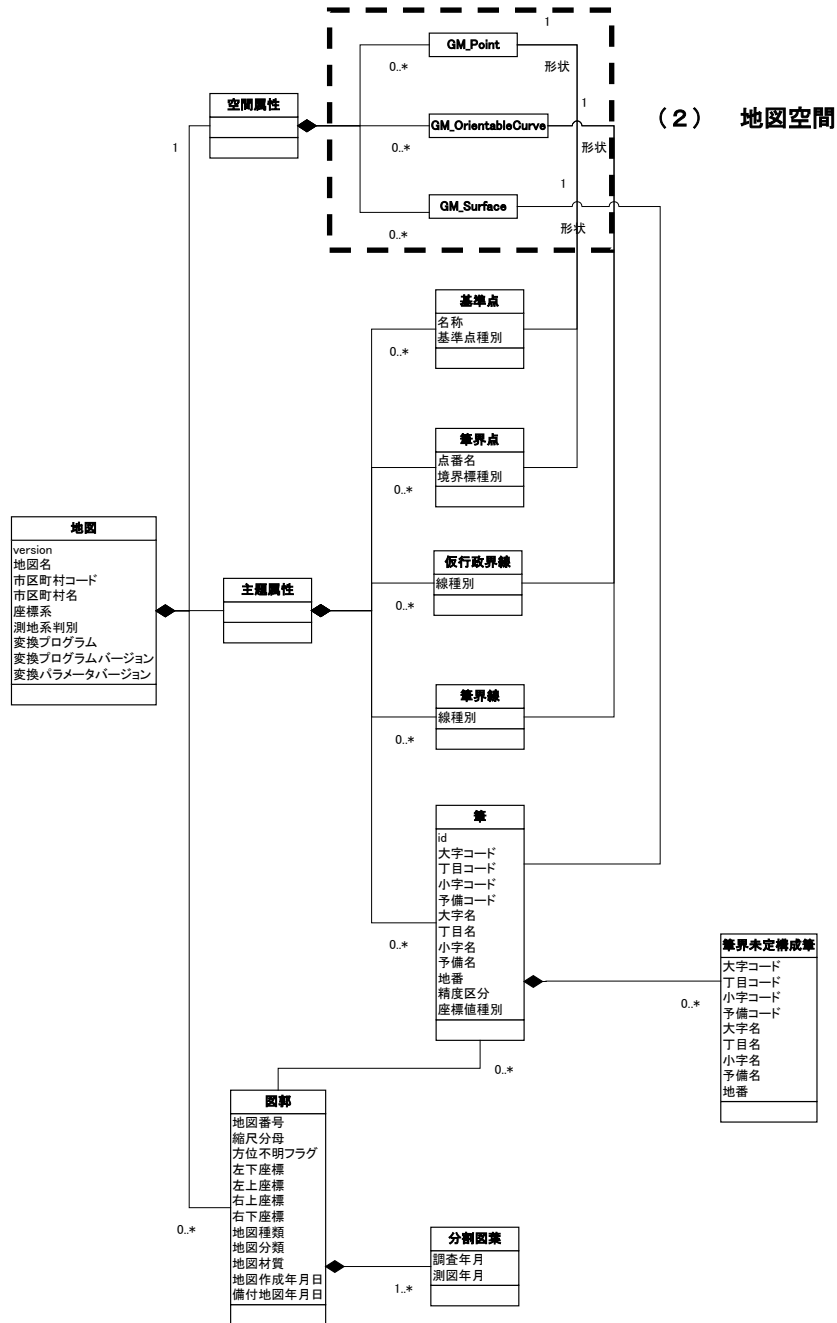 1
GM_Point
0..*
形状
空間属性
1
1
GM_OrientableCurve
0..*
形状
（２）　地図空間
1
GM_Surface
0..*
形状
基準点
名称
基準点種別
0..*
筆界点
点番名
境界標種別
0..*
地図
version
地図名
市区町村コード
市区町村名
座標系
測地系判別
変換プログラム
変換プログラムバージョン
変換パラメータバージョン
主題属性
仮行政界線
線種別
0..*
筆界線
線種別
0..*
筆
id
大字コード
丁目コード
小字コード
予備コード
大字名
丁目名
小字名
予備名
地番
精度区分
座標値種別
0..*
筆界未定構成筆
大字コード
丁目コード
小字コード
予備コード
大字名
丁目名
小字名
予備名
地番
0..*
0..*
図郭
地図番号
縮尺分母
方位不明フラグ
左下座標
左上座標
右上座標
右下座標
地図種類
地図分類
地図材質
地図作成年月日
備付地図年月日
0..*
分割図葉
調査年月
測図年月
1..*